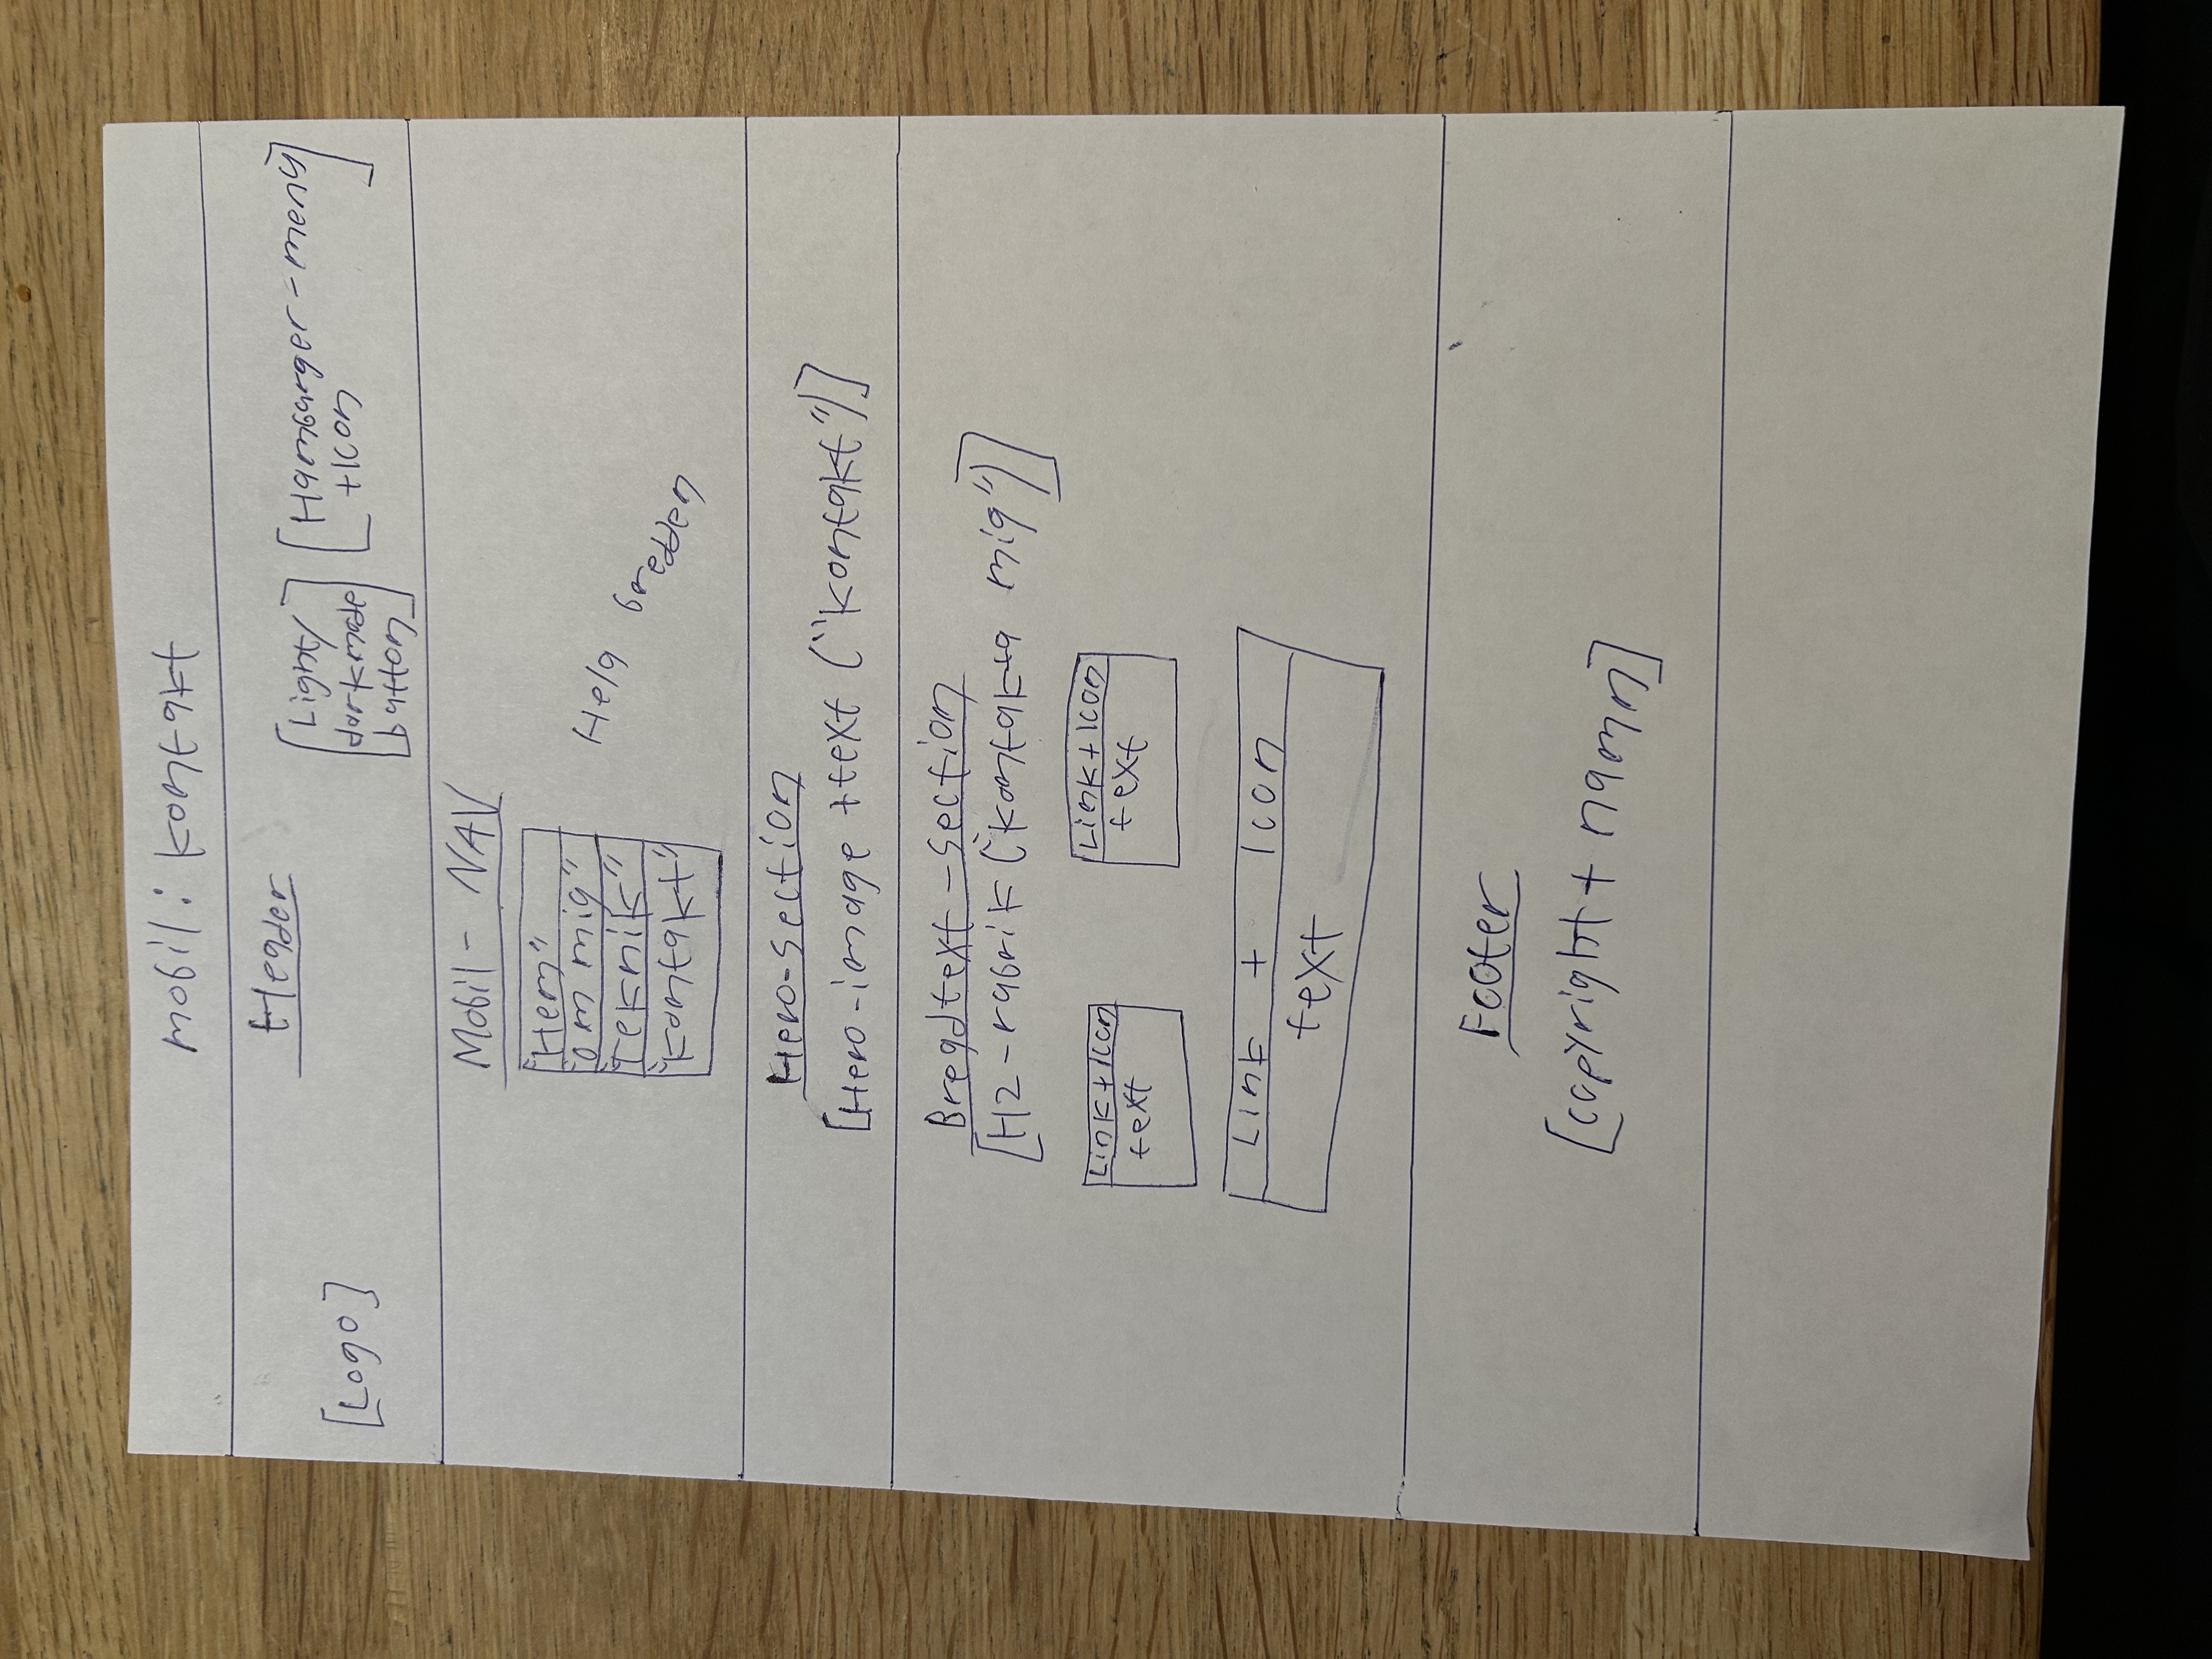 mobil: kontakt
Header
[Logo]
[Light/
darkmode
button]
[Hamburger-meny
+Icon]
Mobil- NAV
"Hem"
"om mig"
"Teknik"
"kontakt"
Hela bredden
Hero-section
[Hero-image +text ("kontakt")]
Breadtext-section
[H2-rubrik ("kontakta mig")]
Link+Icon
text
Link+Icon
text
Link + Icon
text
Footer
[copyright + namn]